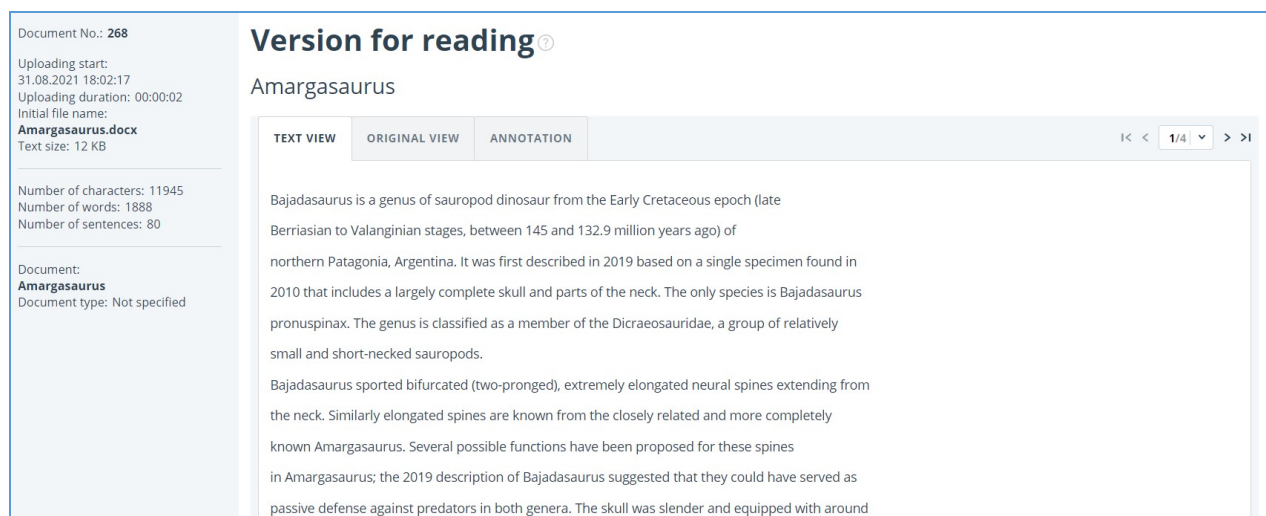 Document No.: 268
Uploading start:
31.08.2021 18:02:17
Uploading duration: 00:00:02
Initial file name:
Amargasaurus.docx
Text size: 12 KB
Number of characters: 11945
Number of words: 1888
Number of sentences: 80
Document:
Amargasaurus
Document type: Not specified
Version for reading ?
Amargasaurus
TEXT VIEW ORIGINAL VIEW ANNOTATION 1/4
Bajadasaurus is a genus of sauropod dinosaur from the Early Cretaceous epoch (late
Berriasian to Valanginian stages, between 145 and 132.9 million years ago) of
northern Patagonia, Argentina. It was first described in 2019 based on a single specimen found in
2010 that includes a largely complete skull and parts of the neck. The only species is Bajadasaurus
pronuspinax. The genus is classified as a member of the Dicraeosauridae, a group of relatively
small and short-necked sauropods.
Bajadasaurus sported bifurcated (two-pronged), extremely elongated neural spines extending from
the neck. Similarly elongated spines are known from the closely related and more completely
known Amargasaurus. Several possible functions have been proposed for these spines
in Amargasaurus; the 2019 description of Bajadasaurus suggested that they could have served as
passive defense against predators in both genera. The skull was slender and equipped with around